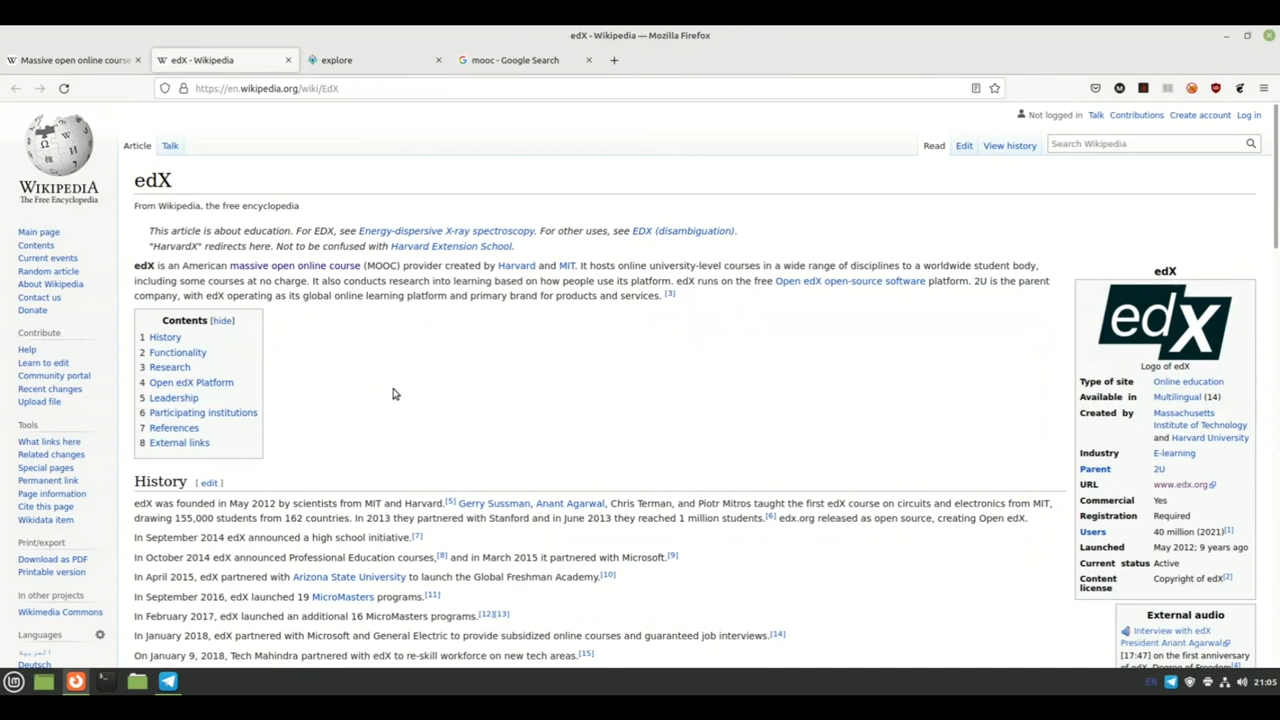 edX - Wikipedia — Mozilla Firefox
Massive open online course
edX - Wikipedia
explore
mooc - Google Search
https://en.wikipedia.org/wiki/EdX
Not logged in Talk Contributions Create account Log in
Article Talk
Read Edit View history
Search Wikipedia
WIKIPEDIA
The Free Encyclopedia
Main page
Contents
Current events
Random article
About Wikipedia
Contact us
Donate
Contribute
Help
Learn to edit
Community portal
Recent changes
Upload file
Tools
What links here
Related changes
Special pages
Permanent link
Page information
Cite this page
Wikidata item
Print/export
Download as PDF
Printable version
In other projects
Wikimedia Commons
Languages
العربية
Deutsch
edX
From Wikipedia, the free encyclopedia
This article is about education. For EDX, see Energy-dispersive X-ray spectroscopy. For other uses, see EDX (disambiguation).
"HarvardX" redirects here. Not to be confused with Harvard Extension School.
edX is an American massive open online course (MOOC) provider created by Harvard and MIT. It hosts online university-level courses in a wide range of disciplines to a worldwide student body,
including some courses at no charge. It also conducts research into learning based on how people use its platform. edX runs on the free Open edX open-source software platform. 2U is the parent
company, with edX operating as its global online learning platform and primary brand for products and services. [3]
Contents [hide]
1 History
2 Functionality
3 Research
4 Open edX Platform
5 Leadership
6 Participating institutions
7 References
8 External links
History [ edit ]
edX was founded in May 2012 by scientists from MIT and Harvard.[5] Gerry Sussman, Anant Agarwal, Chris Terman, and Piotr Mitros taught the first edX course on circuits and electronics from MIT,
drawing 155,000 students from 162 countries. In 2013 they partnered with Stanford and in June 2013 they reached 1 million students.[6] edx.org released as open source, creating Open edX.
In September 2014 edX announced a high school initiative.[7]
In October 2014 edX announced Professional Education courses,[8] and in March 2015 it partnered with Microsoft.[9]
In April 2015, edX partnered with Arizona State University to launch the Global Freshman Academy.[10]
In September 2016, edX launched 19 MicroMasters programs.[11]
In February 2017, edX launched an additional 16 MicroMasters programs.[12][13]
In January 2018, edX partnered with Microsoft and General Electric to provide subsidized online courses and guaranteed job interviews.[14]
On January 9, 2018, Tech Mahindra partnered with edX to re-skill workforce on new tech areas.[15]
edX
edX
Logo of edX
Type of site Online education
Available in Multilingual (14)
Created by Massachusetts
Institute of Technology
and Harvard University
Industry E-learning
Parent 2U
URL www.edx.org
Commercial Yes
Registration Required
Users 40 million (2021)[1]
Launched May 2012; 9 years ago
Current status Active
Content Copyright of edX[2]
license
External audio
Interview with edX
President Anant Agarwal
[17:47] on the first anniversary
of edX, Degree of Freedom[4]
EN
21:05